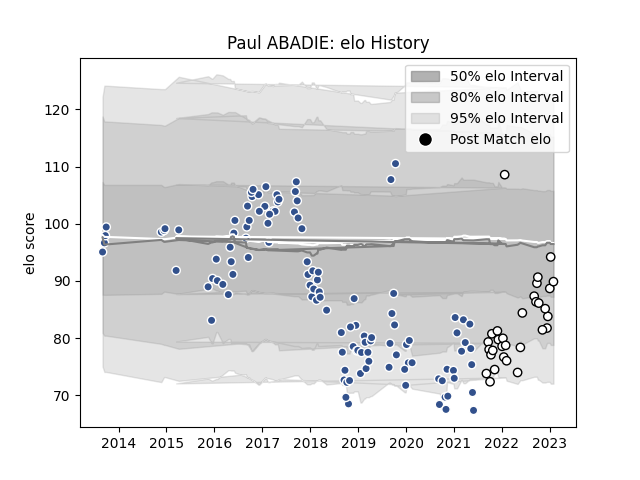 Paul ABADIE: elo History
50% elo Interval
80% elo Interval
95% elo Interval
Post Match elo
elo score
120
110
100
90
80
70
2014 2015 2016 2017 2018 2019 2020 2021 2022 2023